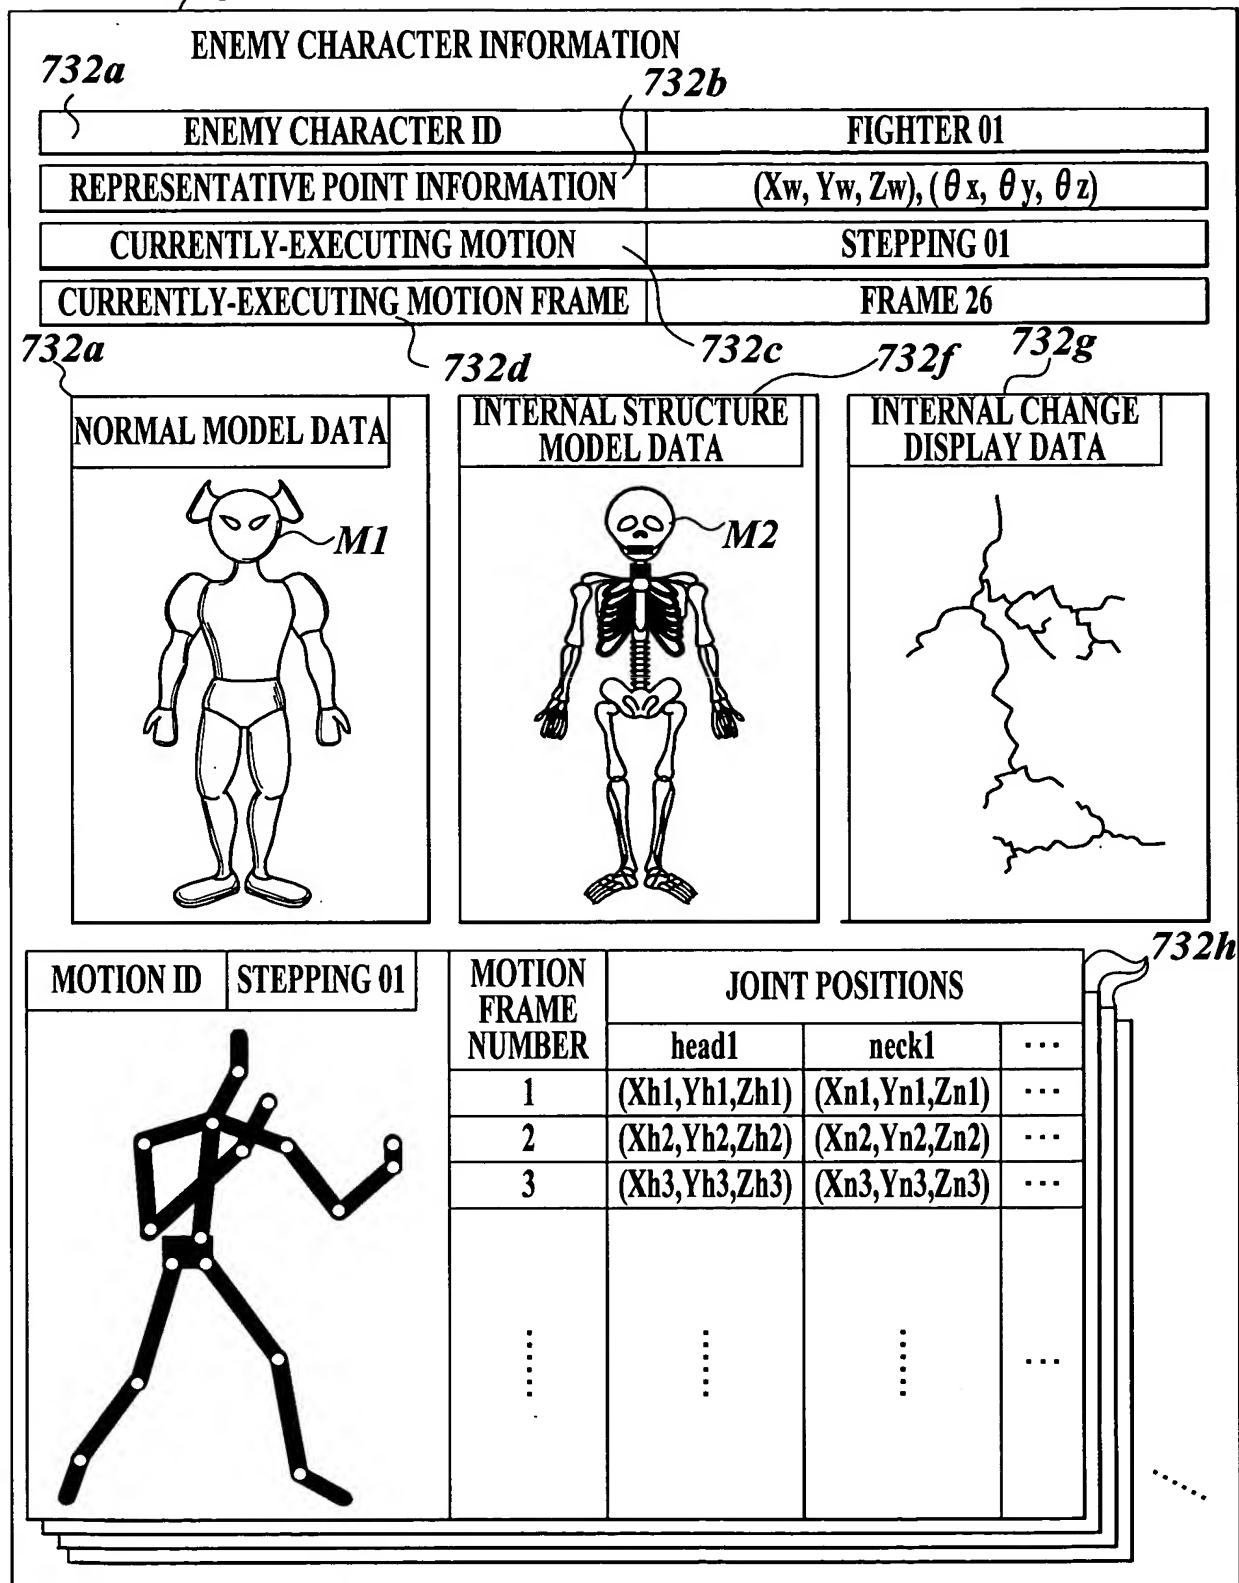 ENEMY CHARACTER INFORMATION
732a
732b
ENEMY CHARACTER ID FIGHTER 01
REPRESENTATIVE POINT INFORMATION (Xw, Yw, Zw), (θx, θy, θz)
CURRENTLY-EXECUTING MOTION STEPPING 01
CURRENTLY-EXECUTING MOTION FRAME FRAME 26
732a 732d 732c 732f 732g
NORMAL MODEL DATA
INTERNAL STRUCTURE
MODEL DATA
INTERNAL CHANGE
DISPLAY DATA
M1
M2
732h
MOTION ID STEPPING 01
MOTION
FRAME
NUMBER
JOINT POSITIONS
head1 neck1 ...
1 (Xh1,Yh1,Zh1) (Xn1,Yn1,Zn1) ...
2 (Xh2,Yh2,Zh2) (Xn2,Yn2,Zn2) ...
3 (Xh3,Yh3,Zh3) (Xn3,Yn3,Zn3) ...